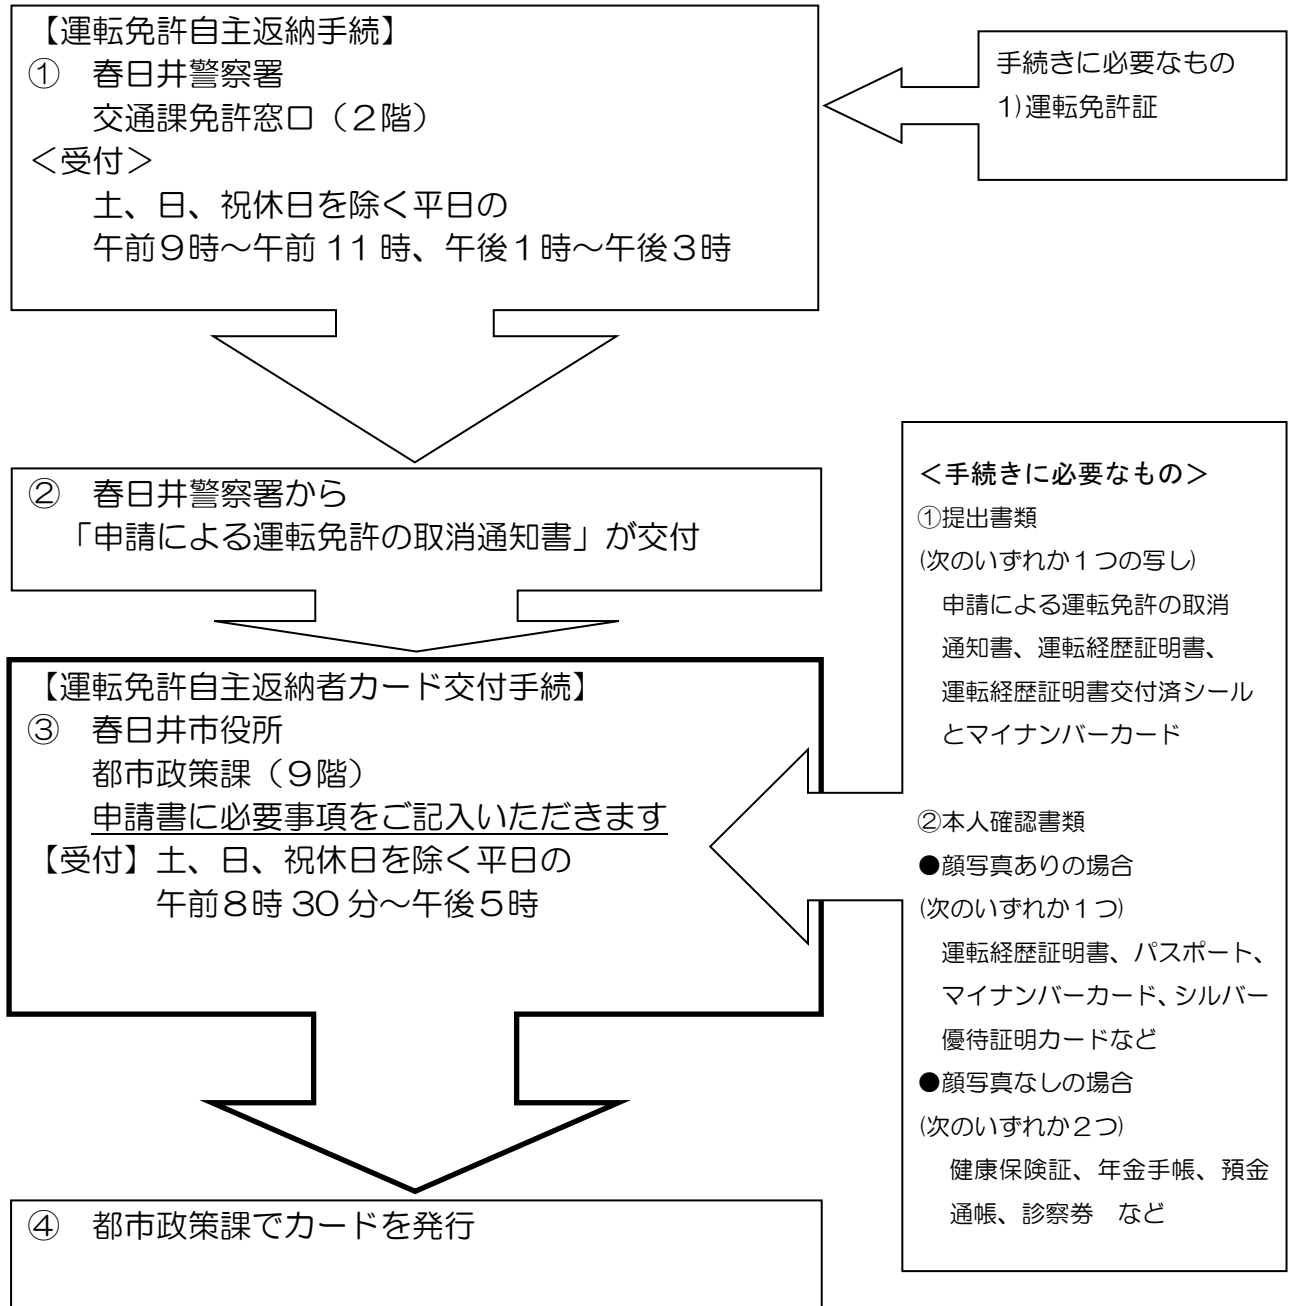 【運転免許自主返納手続】
①　春日井警察署
交通課免許窓口（２階）
＜受付＞
土、日、祝休日を除く平日の
午前９時～午前 11 時、午後１時～午後３時
手続きに必要なもの
1)運転免許証
②　春日井警察署から
「申請による運転免許の取消通知書」が交付
【運転免許自主返納者カード交付手続】
③　春日井市役所
都市政策課（９階）
申請書に必要事項をご記入いただきます
【受付】土、日、祝休日を除く平日の
午前８時 30 分～午後５時
＜手続きに必要なもの＞
①提出書類
(次のいずれか１つの写し)
申請による運転免許の取消
通知書、運転経歴証明書、
運転経歴証明書交付済シール
とマイナンバーカード
②本人確認書類
●顔写真ありの場合
(次のいずれか１つ)
運転経歴証明書、パスポート、
マイナンバーカード、シルバー
優待証明カードなど
●顔写真なしの場合
(次のいずれか２つ)
健康保険証、年金手帳、預金
通帳、診察券　など
④　都市政策課でカードを発行